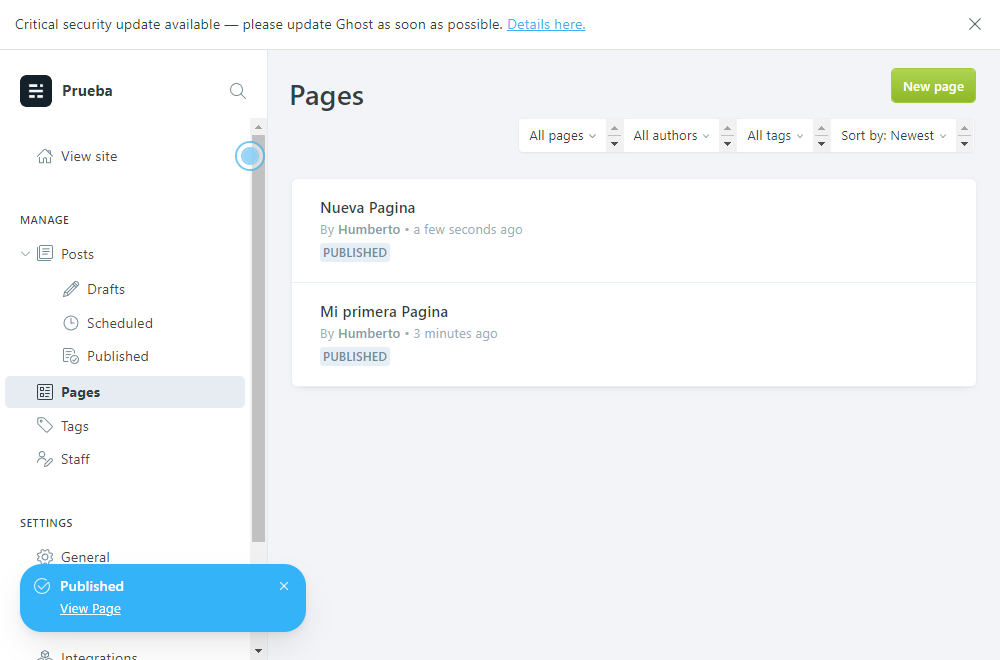 Critical security update available — please update Ghost as soon as possible. Details here.
Prueba
View site
MANAGE
Posts
Drafts
Scheduled
Published
Pages
Tags
Staff
SETTINGS
General
Published
View Page
Integrations
Pages
New page
All pages
All authors
All tags
Sort by: Newest
Nueva Pagina
By Humberto • a few seconds ago
PUBLISHED
Mi primera Pagina
By Humberto • 3 minutes ago
PUBLISHED